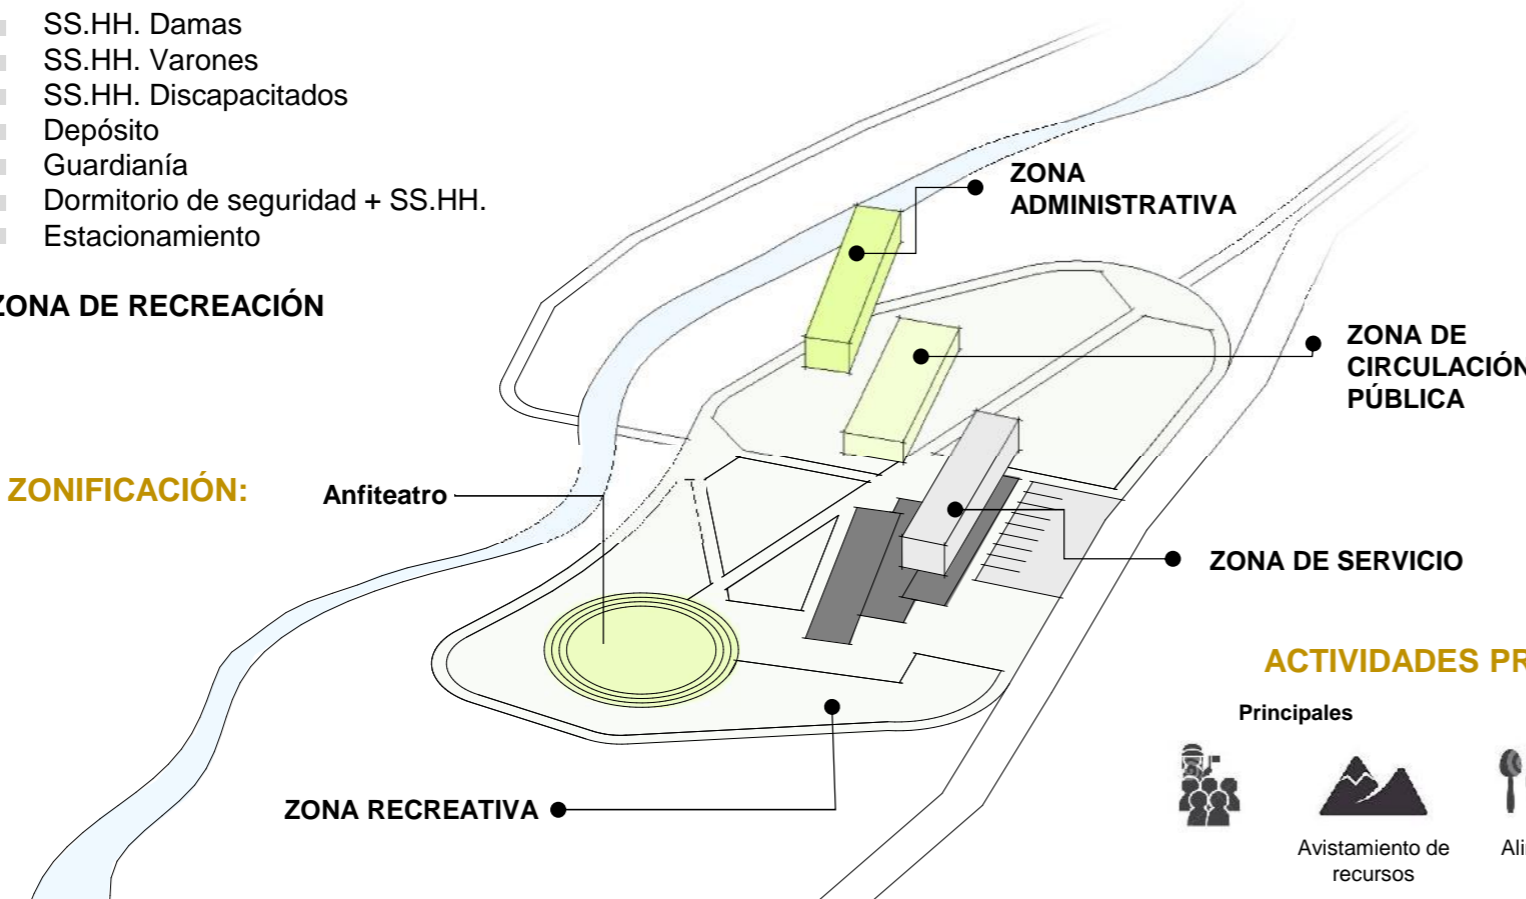 SS.HH. Damas
SS.HH. Varones
SS.HH. Discapacitados
Depósito
Guardianía
Dormitorio de seguridad + SS.HH.
Estacionamiento
ZONA DE RECREACIÓN
ZONIFICACIÓN:
Anfiteatro
ZONA
ADMINISTRATIVA
ZONA DE
CIRCULACIÓN
PÚBLICA
ZONA DE SERVICIO
ZONA RECREATIVA
ACTIVIDADES
Principales
Avistamiento de
recursos